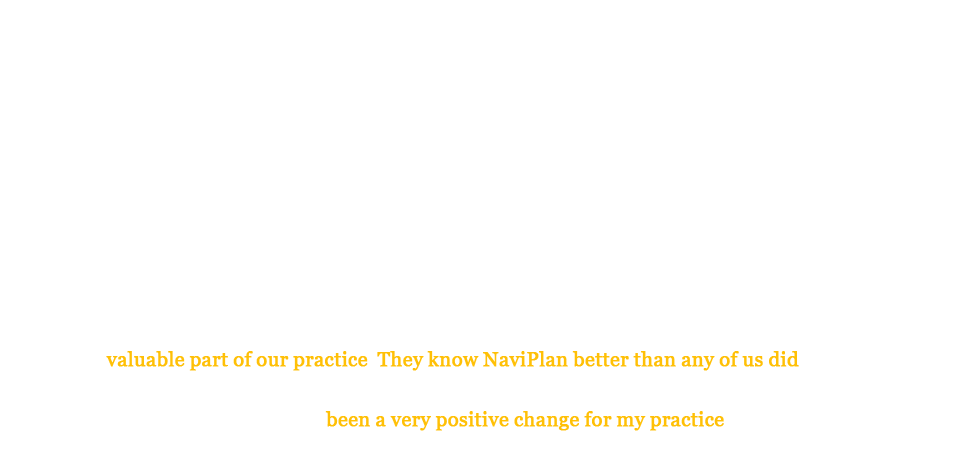 valuable part of our practice  They know NaviPlan better than any of us did
been a very positive change for my practice